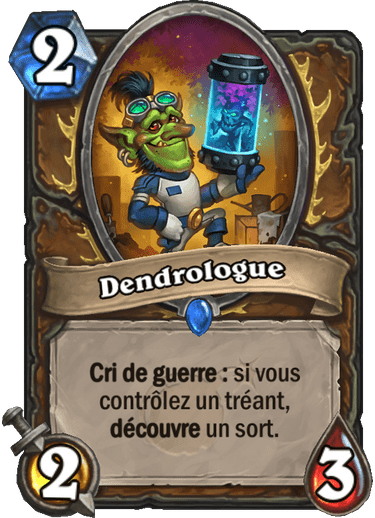 2
Dendrologue
Cri de guerre : si vous
contrôlez un tréant,
découvre un sort.
2
3